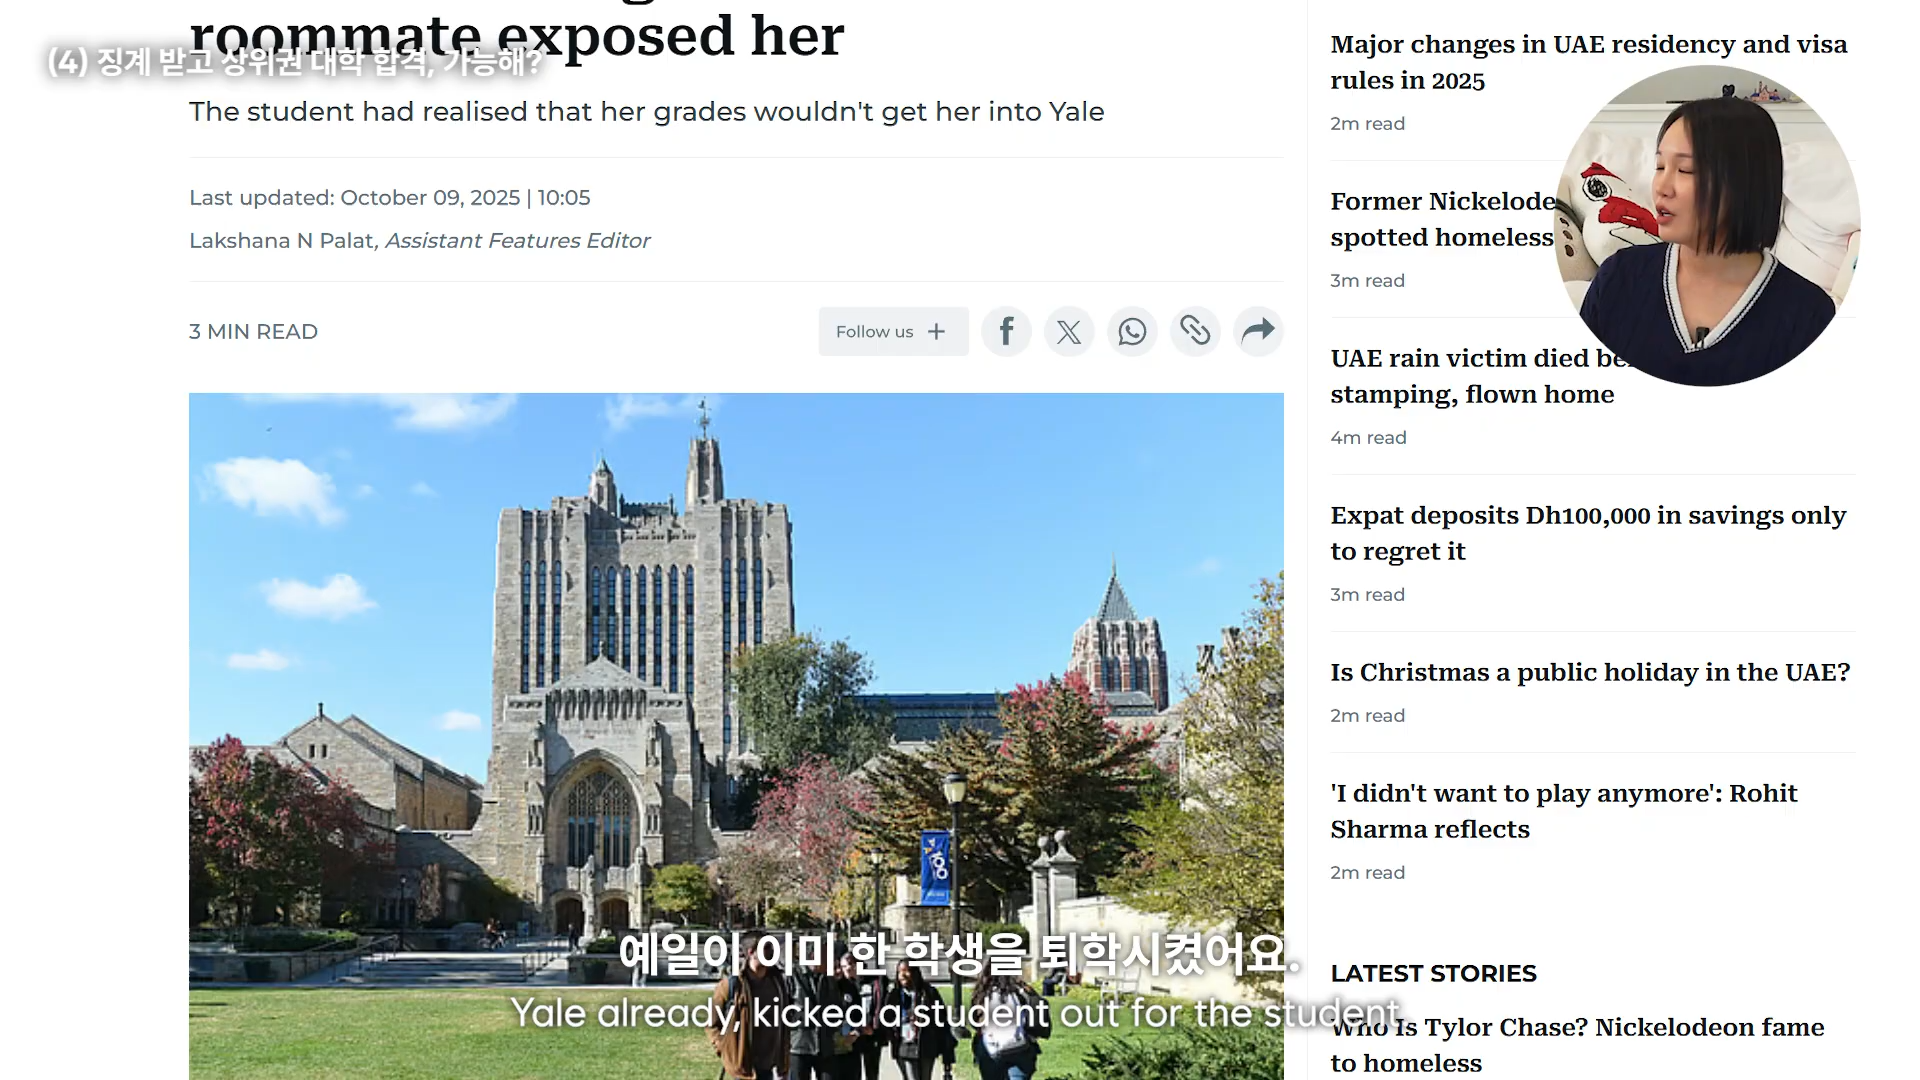 roommate exposed her
(4) 징계 받고 상위권 대학 합격, 가능해?
The student had realised that her grades wouldn't get her into Yale
Last updated: October 09, 2025 | 10:05
Lakshana N Palat, Assistant Features Editor
3 MIN READ
Follow us +
Major changes in UAE residency and visa
rules in 2025
2m read
Former Nickelode
spotted homeless
3m read
UAE rain victim died be
stamping, flown home
4m read
Expat deposits Dh100,000 in savings only
to regret it
3m read
Is Christmas a public holiday in the UAE?
2m read
'I didn't want to play anymore': Rohit
Sharma reflects
2m read
LATEST STORIES
Who Is Tylor Chase? Nickelodeon fame
to homeless
100
예일이 이미 한 학생을 퇴학시켰어요.
Yale already, kicked a student out for the student